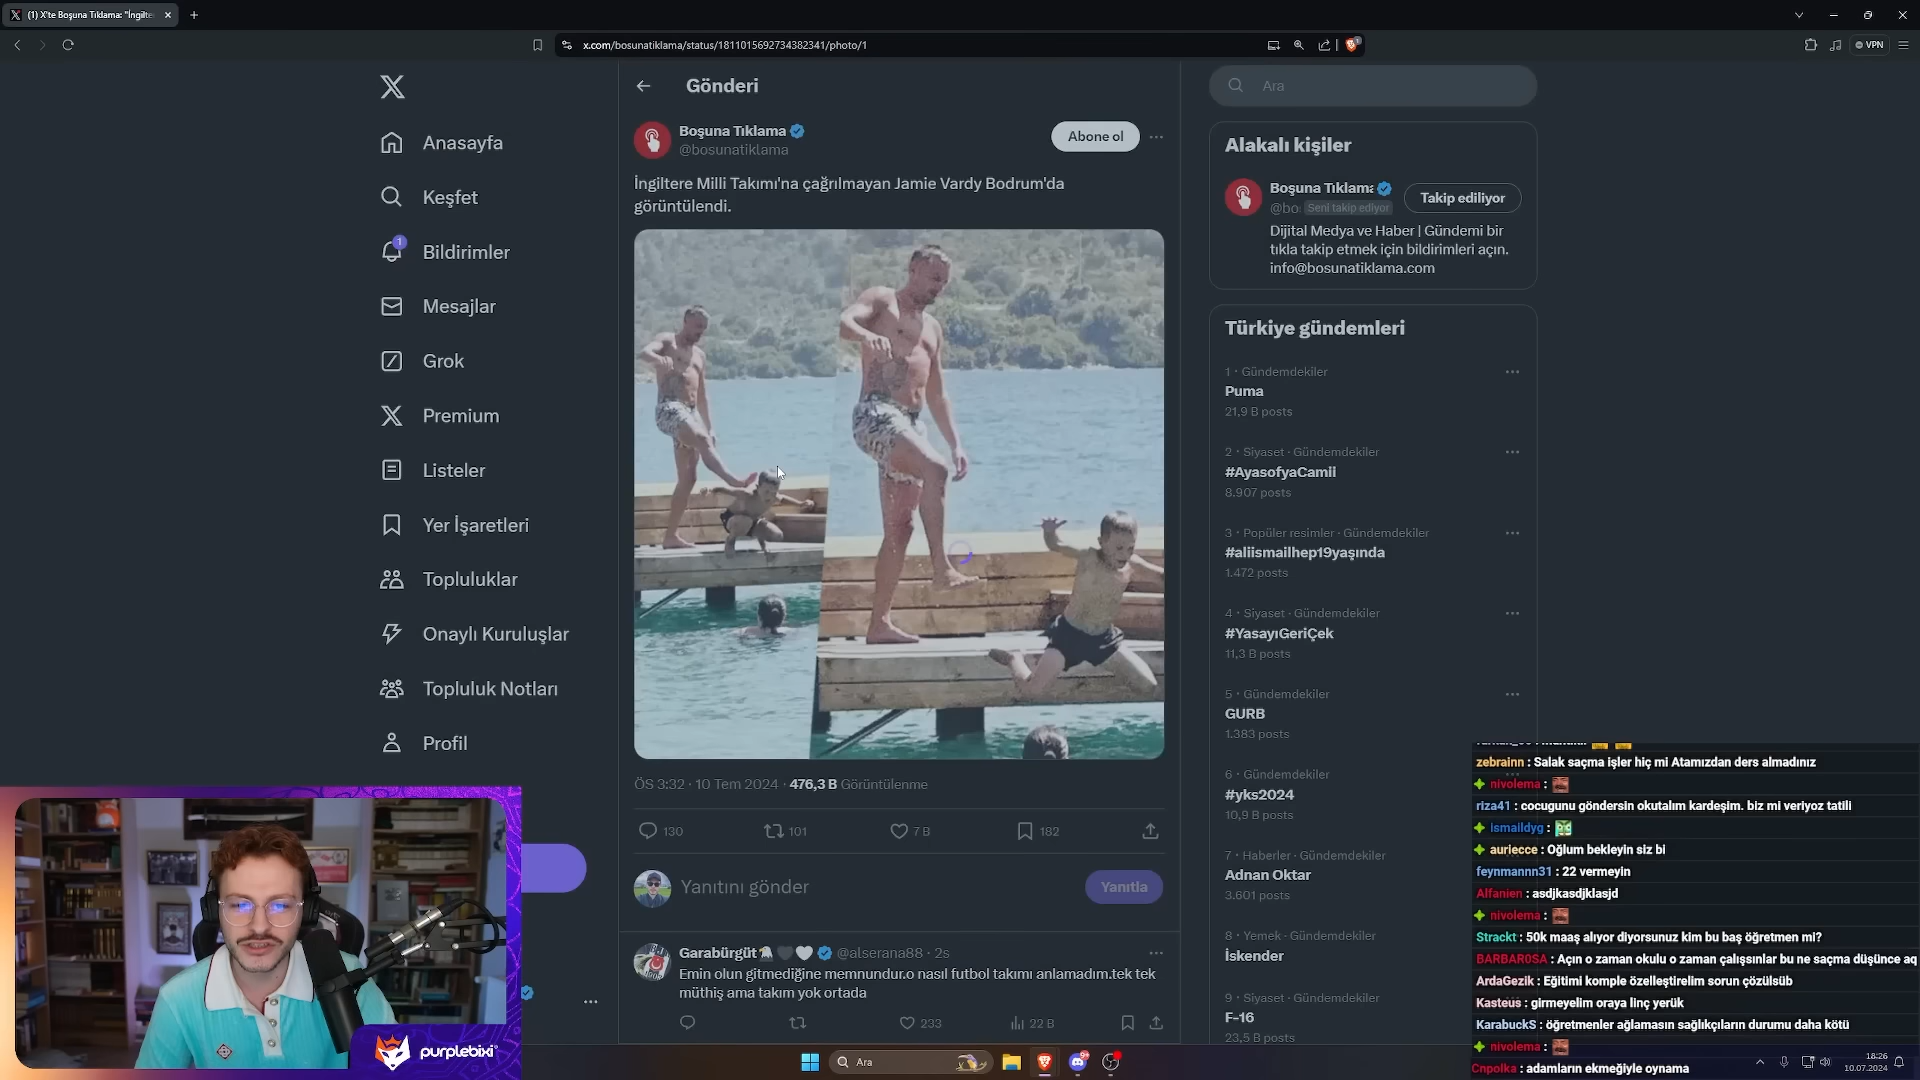 (1) X'te Boşuna Tıklama: "İngilte
x.com/bosunatiklama/status/1811015692734382341/photo/1
VPN
Anasayfa
Keşfet
1
Bildirimler
Mesajlar
Grok
Premium
Listeler
Yer İşaretleri
Topluluklar
Onaylı Kuruluşlar
Topluluk Notları
Profil
Gönderi
Boşuna Tıklama
@bosunatiklama
Abone ol
İngiltere Milli Takımı'na çağrılmayan Jamie Vardy Bodrum'da
görüntülendi.
ÖS 3:32 · 10 Tem 2024 · 476,3 B Görüntülenme
130
101
7 B
182
Yanıtını gönder
Yanıtla
Garabürgüt @alserana88 · 2s
Emin olun gitmediğine memnundur.o nasıl futbol takımı anlamadım.tek tek
müthiş ama takım yok ortada
233
22 B
Ara
Alakalı kişiler
Boşuna Tıklama
@bo: Seni takip ediyor
Takip ediliyor
Dijital Medya ve Haber | Gündemi bir
tıkla takip etmek için bildirimleri açın.
info@bosunatiklama.com
Türkiye gündemleri
1 · Gündemdekiler
Puma
21,9 B posts
2 · Siyaset · Gündemdekiler
#AyasofyaCamii
8.907 posts
3 · Popüler resimler · Gündemdekiler
#aliismailhep19yaşında
1.472 posts
4 · Siyaset · Gündemdekiler
#YasayıGeriÇek
11,3 B posts
5 · Gündemdekiler
GURB
1.383 posts
6 · Gündemdekiler
#yks2024
10,9 B posts
7 · Haberler · Gündemdekiler
Adnan Oktar
3.601 posts
8 · Yemek · Gündemdekiler
İskender
9 · Siyaset · Gündemdekiler
F-16
23,5 B posts
zebrainn : Salak saçma işler hiç mi Atamızdan ders almadınız
nivolema :
riza41 : cocugunu göndersin okutalım kardeşim. biz mi veriyoz tatili
ismaildyg :
auriecce : Oğlum bekleyin siz bi
feynmannn31 : 22 vermeyin
Alfanien : asdjkasdjklasjd
nivolema :
Strackt : 50k maaş alıyor diyorsunuz kim bu baş öğretmen mi?
BARBAR0SA : Açın o zaman okulu o zaman çalışsınlar bu ne saçma düşünce aq
ArdaGezik : Eğitimi komple özelleştirelim sorun çözülsüb
Kasteus : girmeyelim oraya linç yerük
KarabuckS : öğretmenler ağlamasın sağlıkçıların durumu daha kötü
nivolema :
Cnpolka : adamların ekmeğiyle oynama
purplebixi
Ara
18:26
10.07.2024